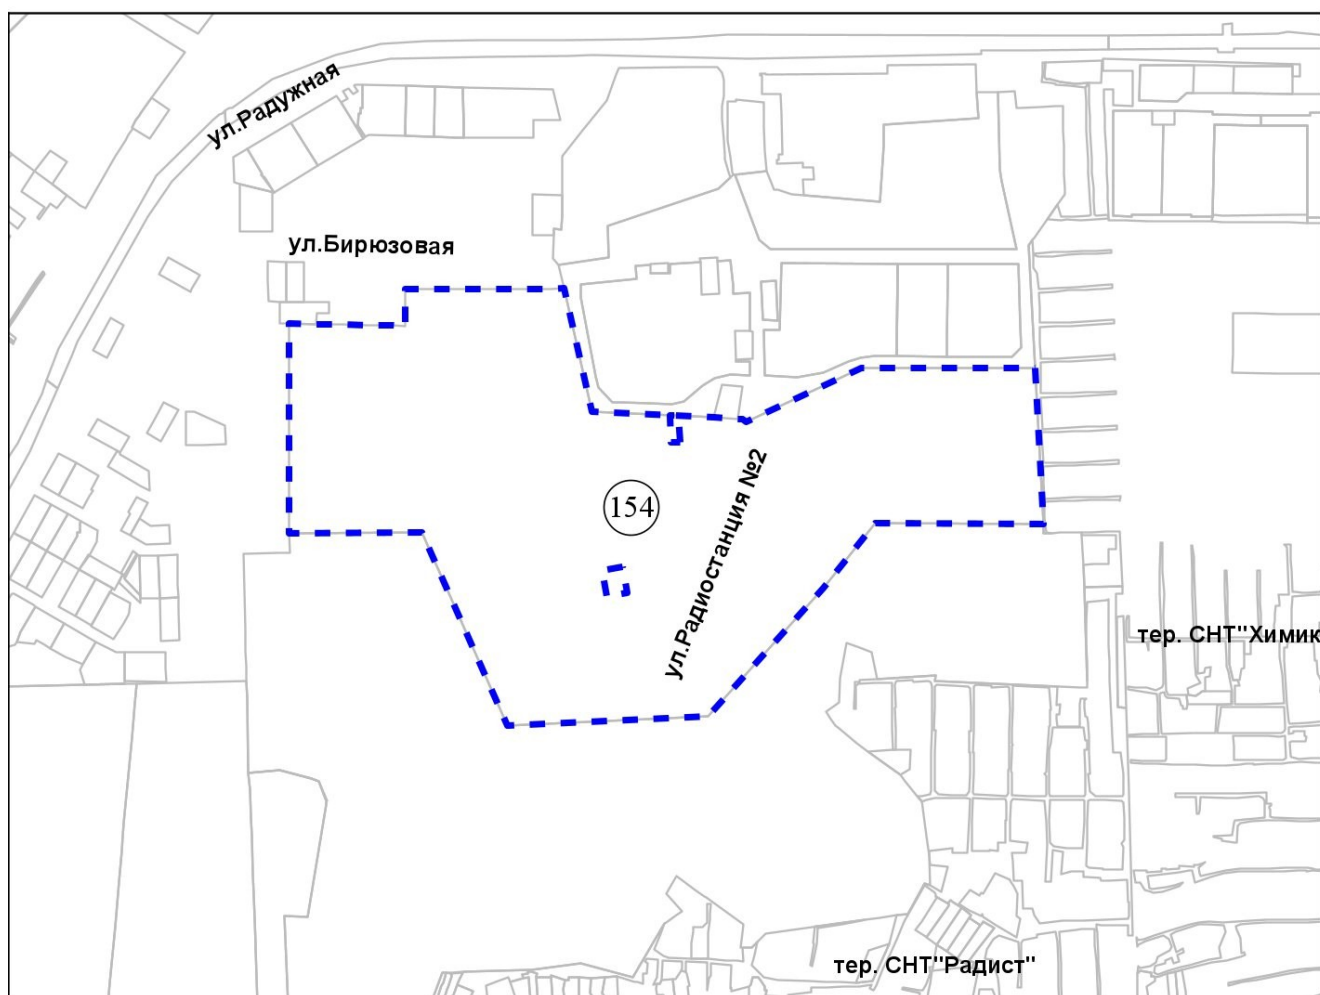 ул.Радужная
ул.Бирюзовая
154
ул.Радиостанция №2
тер. СНТ"Химик
тер. СНТ"Радист"